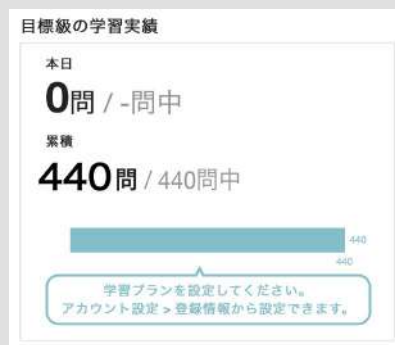 目標級の学習実績
本日
0問 / -問中
累積
440問 / 440問中
440
440
学習プランを設定してください。
アカウント設定 > 登録情報から設定できます。